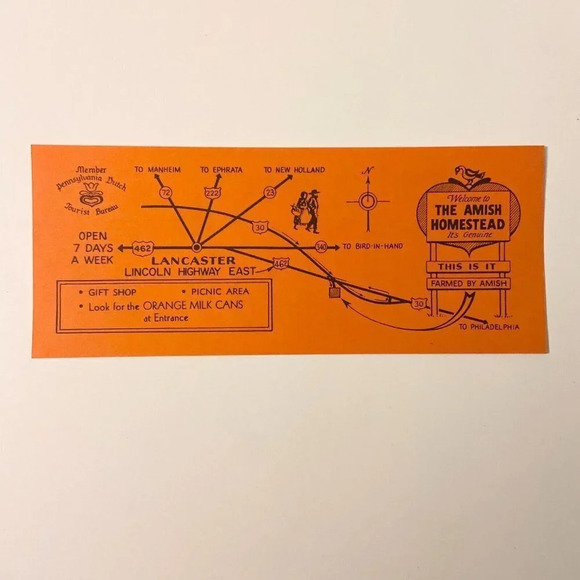 Member
Pennsylvania Dutch
Tourist Bureau
TO MANHEIM
TO EPHRATA
TO NEW HOLLAND
72
222
23
N
30
OPEN
7 DAYS
A WEEK
462
340
TO BIRD-IN-HAND
LANCASTER
LINCOLN HIGHWAY EAST
462
• GIFT SHOP
• PICNIC AREA
• Look for the ORANGE MILK CANS
at Entrance
30
TO PHILADELPHIA
Welcome to
THE AMISH
HOMESTEAD
It's Genuine
THIS IS IT
FARMED BY AMISH